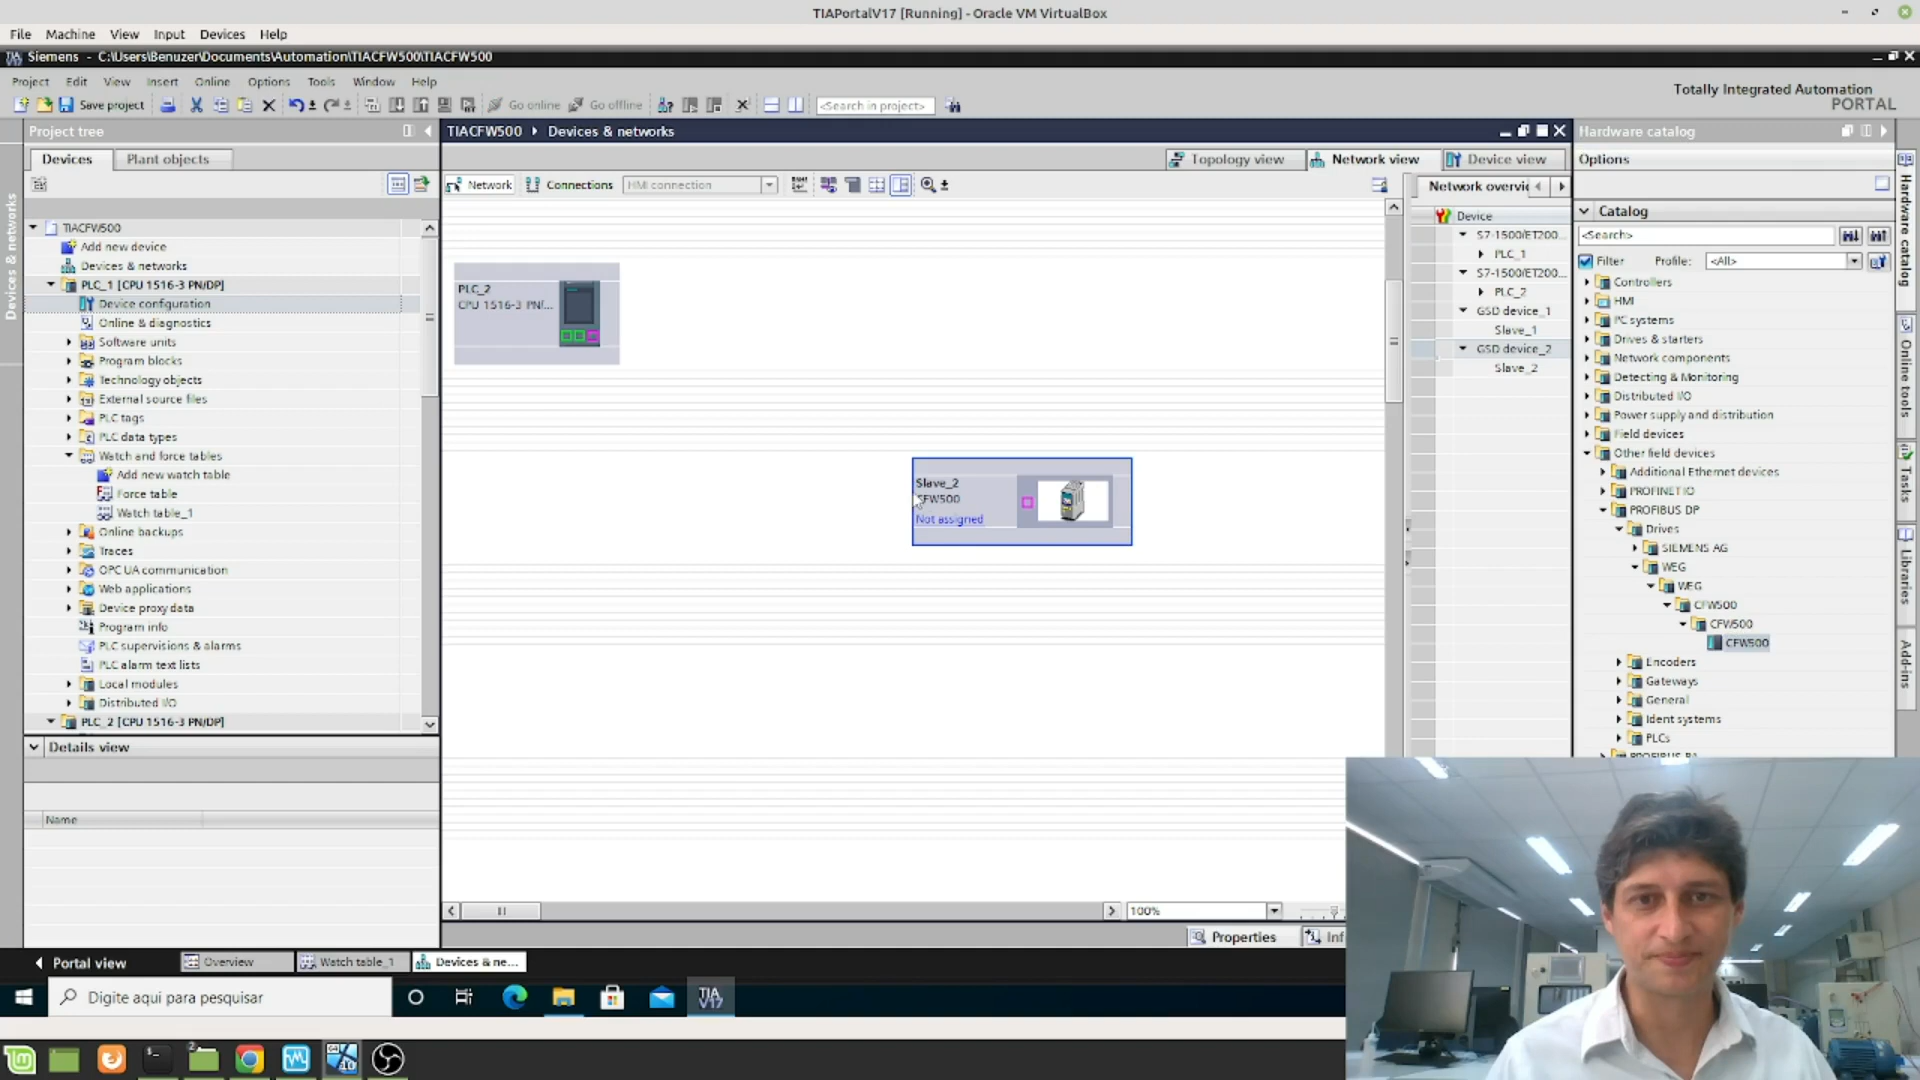 TIAPortalV17 [Running] - Oracle VM VirtualBox
File Machine View Input Devices Help
Siemens - C:\Users\Benuzer\Documents\Automation\TIACFW500\TIACFW500
Project Edit View Insert Online Options Tools Window Help
Totally Integrated Automation
PORTAL
Save project
Go online
Go offline
<Search in project>
Project tree
TIACFW500 Devices & networks
Hardware catalog
Devices
Plant objects
Topology view
Network view
Device view
Options
Network
Connections
HMI connection
Network overvi
Devices & networks
TIACFW500
Add new device
Devices & networks
PLC_1 [CPU 1516-3 PN/DP]
Device configuration
Online & diagnostics
Software units
Program blocks
Technology objects
External source files
PLC tags
PLC data types
Watch and force tables
Add new watch table
Force table
Watch table_1
Online backups
Traces
OPC UA communication
Web applications
Device proxy data
Program info
PLC supervisions & alarms
PLC alarm text lists
Local modules
Distributed I/O
PLC_2 [CPU 1516-3 PN/DP]
Details view
Name
PLC_2
CPU 1516-3 PN/...
Slave_2
CFW500
Not assigned
100%
Properties
Inf
Device
S7-1500/ET200...
PLC_1
S7-1500/ET200...
PLC_2
GSD device_1
Slave_1
GSD device_2
Slave_2
Catalog
<Search>
Filter
Profile:
<All>
Controllers
HMI
PC systems
Drives & starters
Network components
Detecting & Monitoring
Distributed I/O
Power supply and distribution
Field devices
Other field devices
Additional Ethernet devices
PROFINET IO
PROFIBUS DP
Drives
SIEMENS AG
WEG
WEG
CFW500
CFW500
CFW500
Encoders
Gateways
General
Ident systems
PLCs
Hardware catalog
Online tools
Tasks
Libraries
Add-ins
Portal view
Overview
Watch table_1
Devices & ne...
Digite aqui para pesquisar
TIA
V17